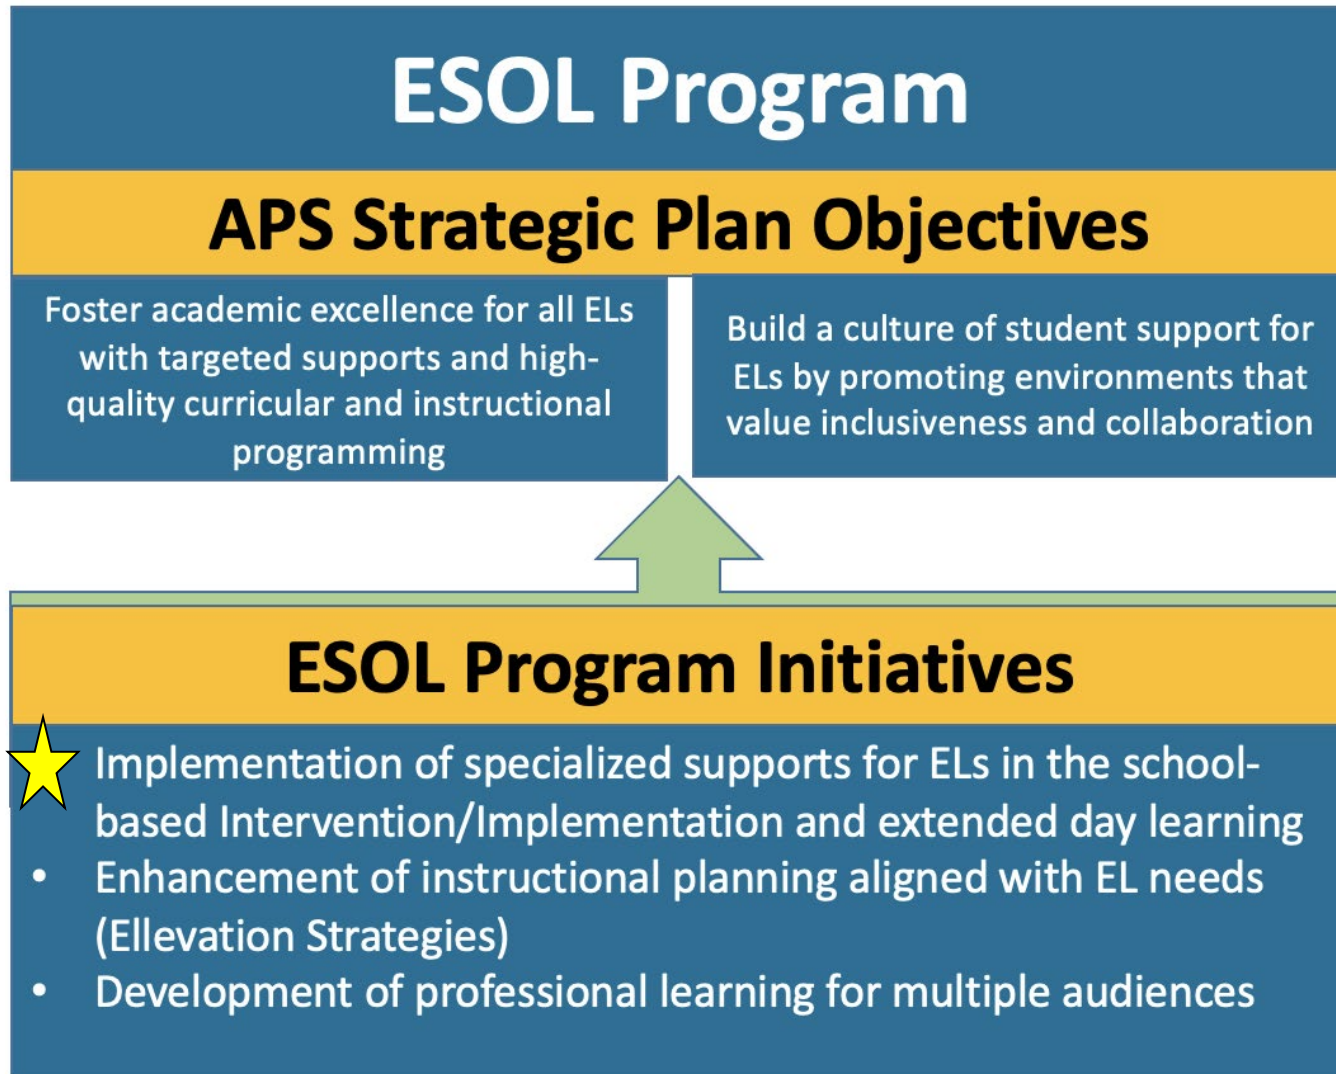 ESOL Program
APS Strategic Plan Objectives
Foster academic excellence for all ELs
with targeted supports and high-
quality curricular and instructional
programming
Build a culture of student support for
ELs by promoting environments that
value inclusiveness and collaboration
ESOL Program Initiatives
Implementation of specialized supports for ELs in the school-
based Intervention/Implementation and extended day learning
• Enhancement of instructional planning aligned with EL needs
(Ellevation Strategies)
• Development of professional learning for multiple audiences